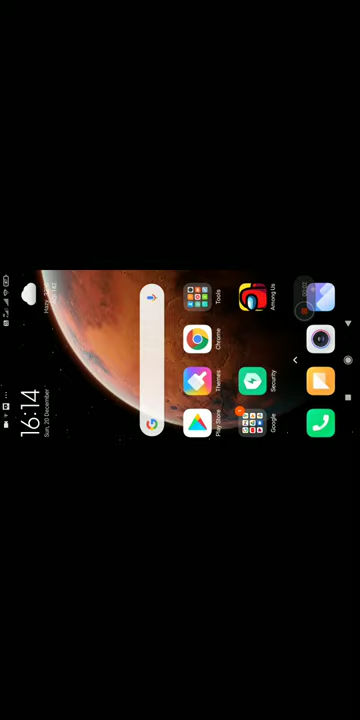 16:14
Sun, 20 December
Play Store
Themes
Chrome
Tools
Google
Security
Among Us